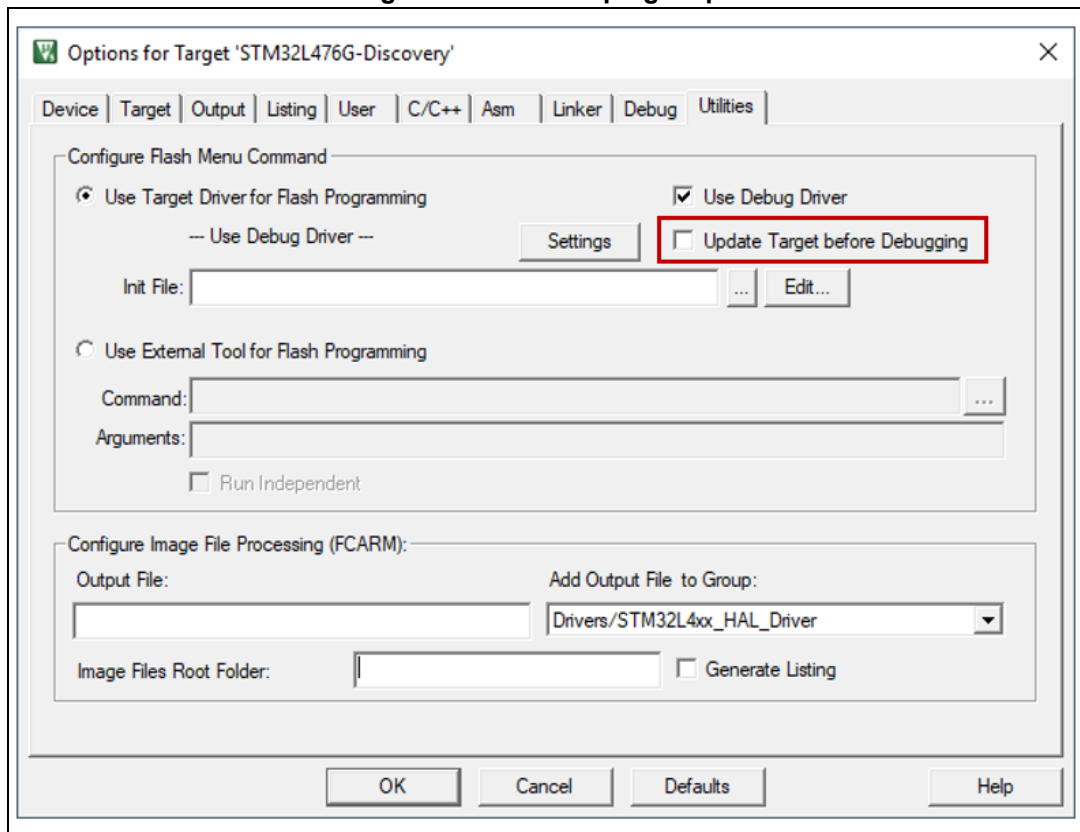 Options for Target 'STM32L476G-Discovery'
Device Target Output Listing User C/C++ Asm Linker Debug Utilities
Configure Flash Menu Command
Use Target Driver for Flash Programming Use Debug Driver
--- Use Debug Driver --- Settings Update Target before Debugging
Init File: ... Edit...
Use External Tool for Flash Programming
Command: ...
Arguments:
Run Independent
Configure Image File Processing (FCARM):
Output File: Add Output File to Group:
Drivers/STM32L4xx_HAL_Driver
Image Files Root Folder: Generate Listing
OK Cancel Defaults Help